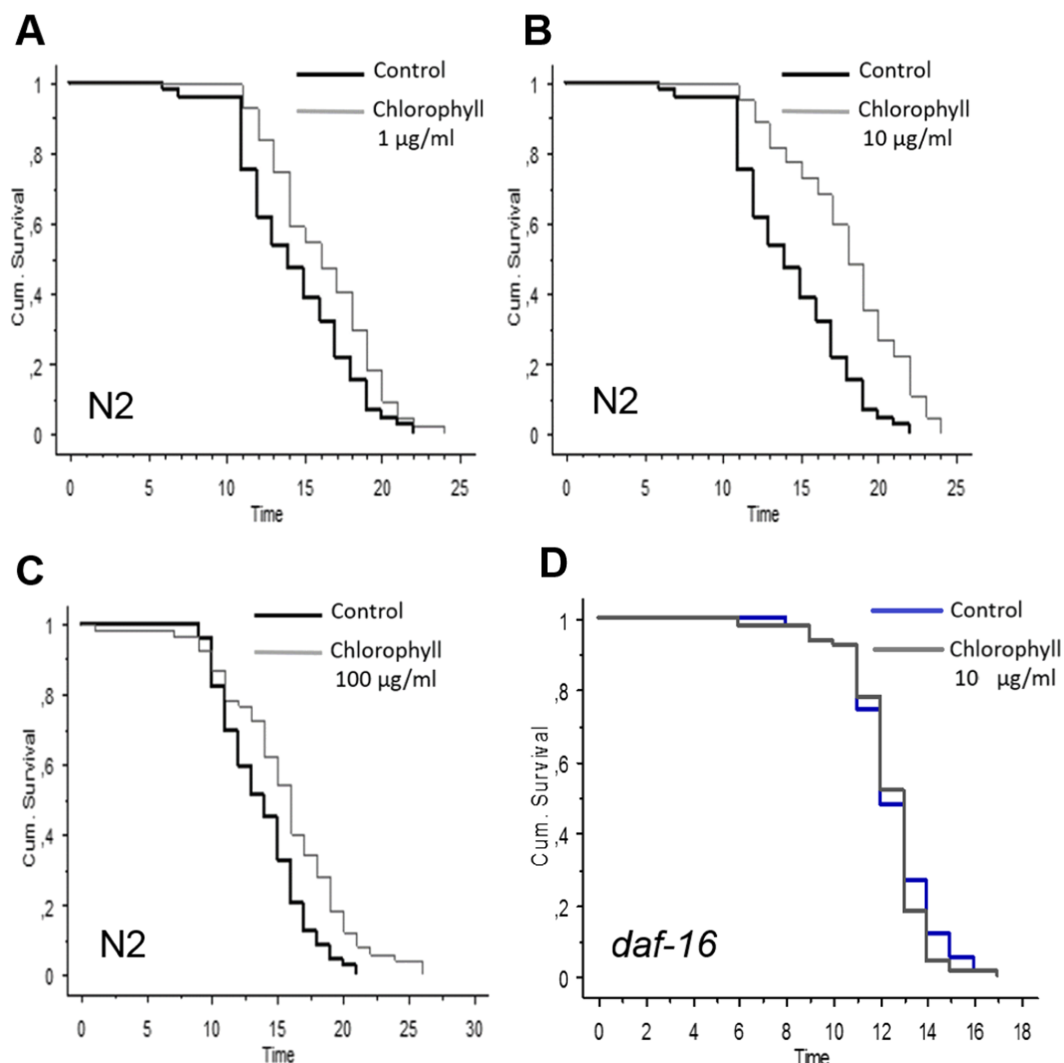 A
Control
Chlorophyll
1 µg/ml
1
,8
,6
,4
,2
0
Cum. Survival
N2
0 5 10 15 20 25
Time
B
Control
Chlorophyll
10 µg/ml
1
,8
,6
,4
,2
0
Cum. Survival
N2
0 5 10 15 20 25
Time
C
Control
Chlorophyll
100 µg/ml
1
,8
,6
,4
,2
0
Cum. Survival
N2
0 5 10 15 20 25 30
Time
D
Control
Chlorophyll
10 µg/ml
1
,8
,6
,4
,2
0
Cum. Survival
daf-16
0 2 4 6 8 10 12 14 16 18
Time